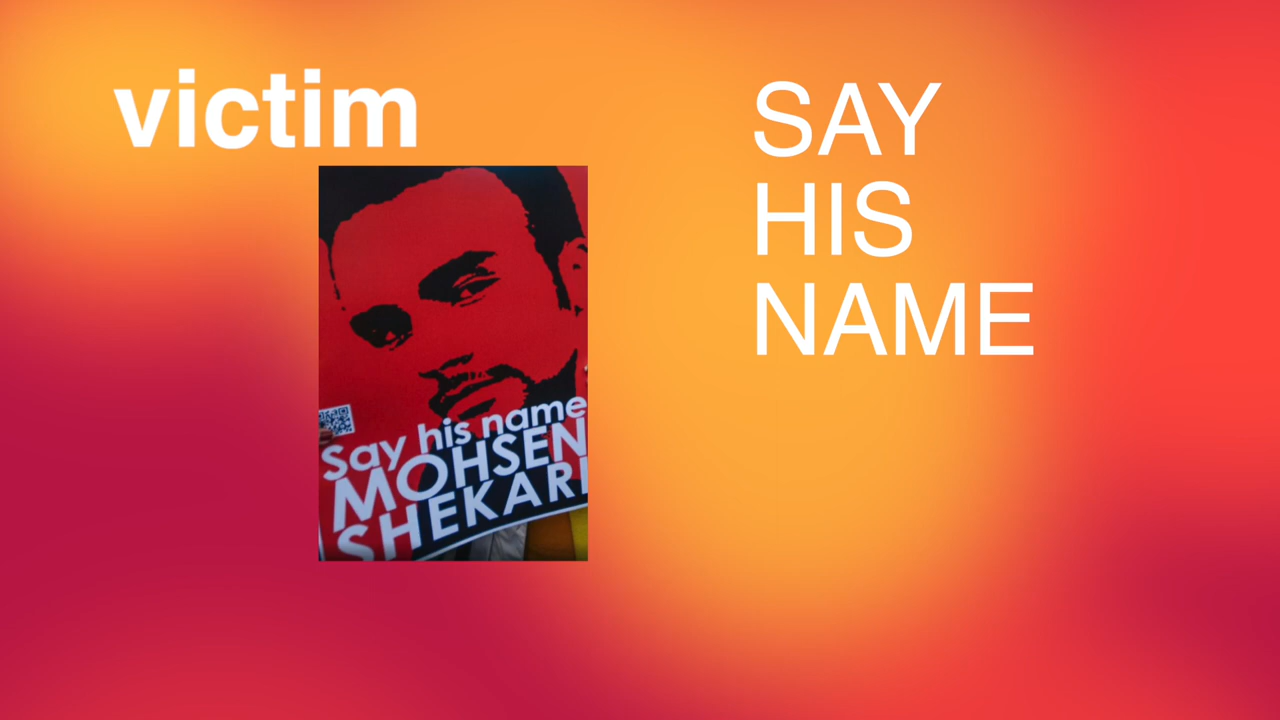 victim
SAY
HIS
NAME
Say his name
MOHSEN
SHEKARI